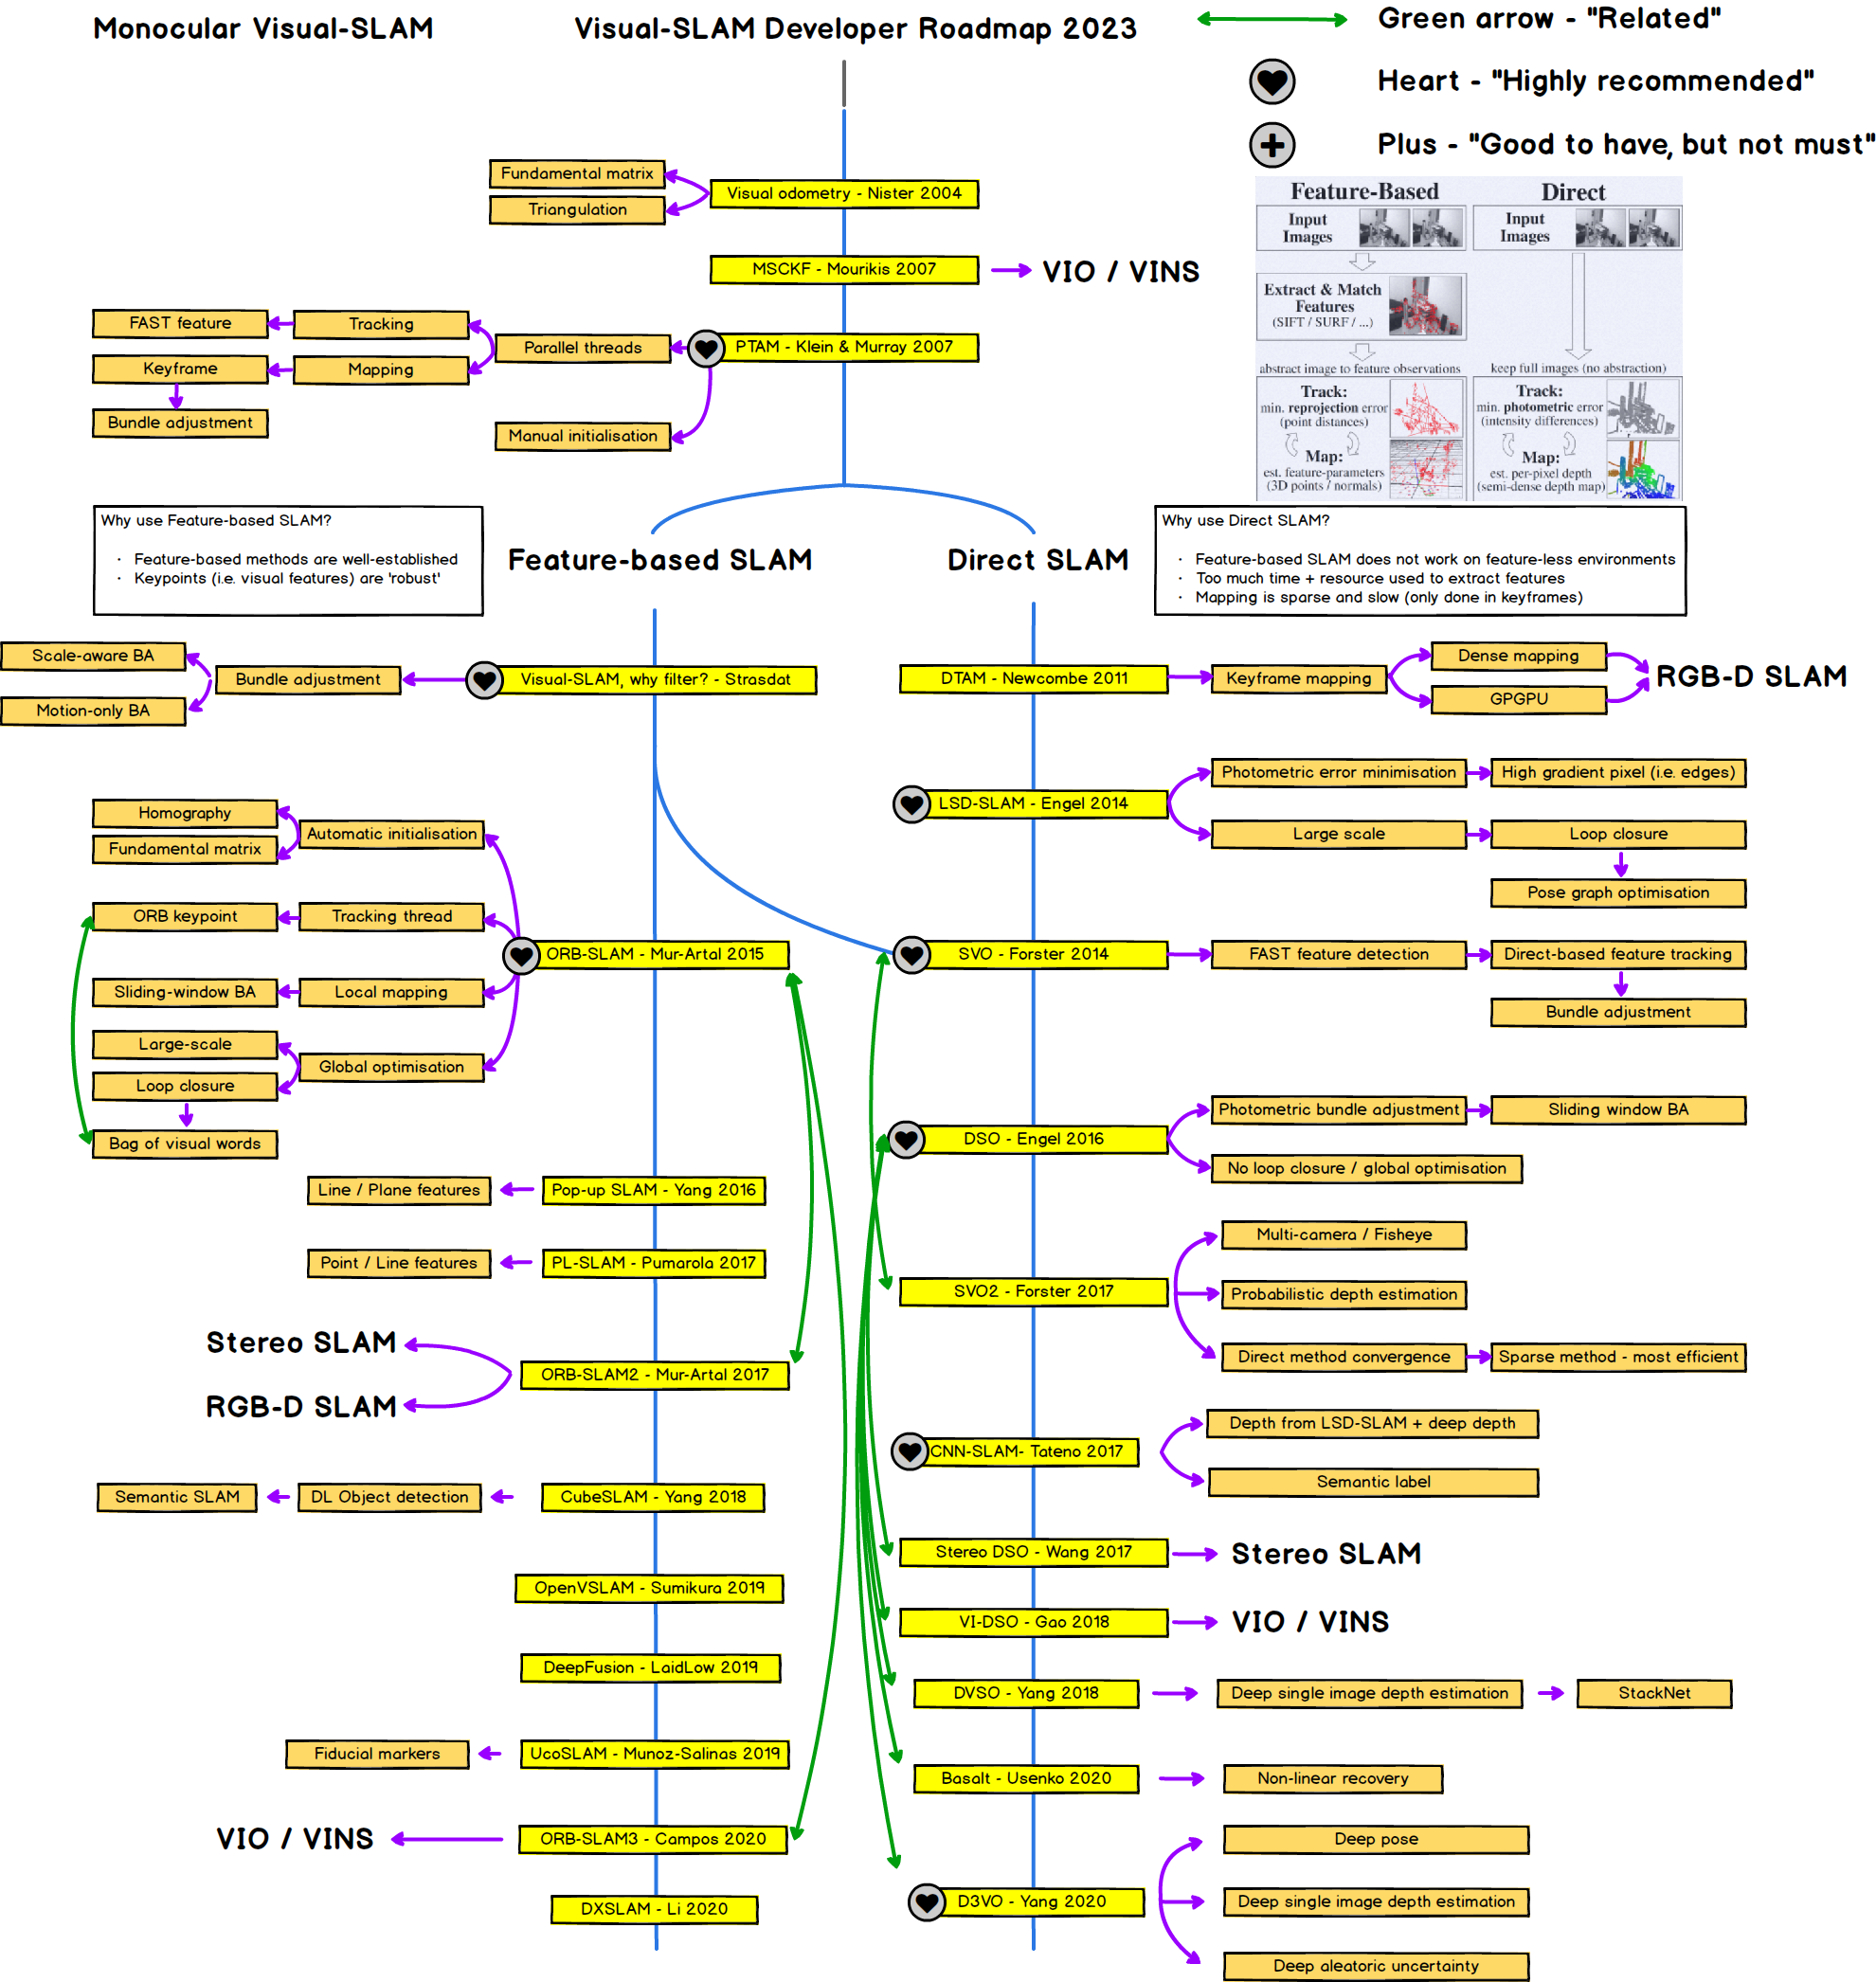 Monocular Visual-SLAM
Visual-SLAM Developer Roadmap 2023
Green arrow - "Related"
Heart - "Highly recommended"
Plus - "Good to have, but not must"
Fundamental matrix
Triangulation
Visual odometry - Nister 2004
MSCKF - Mourikis 2007
VIO / VINS
FAST feature
Tracking
Parallel threads
PTAM - Klein & Murray 2007
Keyframe
Mapping
Bundle adjustment
Manual initialisation
Feature-Based
Direct
Input
Images
Input
Images
Extract & Match
Features
(SIFT / SURF / ...)
abstract image to feature observations
keep full images (no abstraction)
Track:
min. reprojection error
(point distances)
Map:
est. feature-parameters
(3D points / normals)
Track:
min. photometric error
(intensity differences)
Map:
est. per-pixel depth
(semi-dense depth map)
Why use Feature-based SLAM?
· Feature-based methods are well-established
· Keypoints (i.e. visual features) are 'robust'
Feature-based SLAM
Direct SLAM
Why use Direct SLAM?
· Feature-based SLAM does not work on feature-less environments
· Too much time + resource used to extract features
· Mapping is sparse and slow (only done in keyframes)
Scale-aware BA
Motion-only BA
Bundle adjustment
Visual-SLAM, why filter? - Strasdat
DTAM - Newcombe 2011
Keyframe mapping
Dense mapping
GPGPU
RGB-D SLAM
LSD-SLAM - Engel 2014
Photometric error minimisation
High gradient pixel (i.e. edges)
Large scale
Loop closure
Pose graph optimisation
Homography
Fundamental matrix
Automatic initialisation
ORB keypoint
Tracking thread
ORB-SLAM - Mur-Artal 2015
Sliding-window BA
Local mapping
Large-scale
Loop closure
Global optimisation
Bag of visual words
SVO - Forster 2014
FAST feature detection
Direct-based feature tracking
Bundle adjustment
DSO - Engel 2016
Photometric bundle adjustment
Sliding window BA
No loop closure / global optimisation
Line / Plane features
Pop-up SLAM - Yang 2016
Point / Line features
PL-SLAM - Pumarola 2017
SVO2 - Forster 2017
Multi-camera / Fisheye
Probabilistic depth estimation
Direct method convergence
Sparse method - most efficient
Stereo SLAM
RGB-D SLAM
ORB-SLAM2 - Mur-Artal 2017
CNN-SLAM- Tateno 2017
Depth from LSD-SLAM + deep depth
Semantic label
Semantic SLAM
DL Object detection
CubeSLAM - Yang 2018
Stereo DSO - Wang 2017
Stereo SLAM
OpenVSLAM - Sumikura 2019
VI-DSO - Gao 2018
VIO / VINS
DeepFusion - LaidLow 2019
DVSO - Yang 2018
Deep single image depth estimation
StackNet
Fiducial markers
UcoSLAM - Munoz-Salinas 2019
Basalt - Usenko 2020
Non-linear recovery
VIO / VINS
ORB-SLAM3 - Campos 2020
DXSLAM - Li 2020
D3VO - Yang 2020
Deep pose
Deep single image depth estimation
Deep aleatoric uncertainty